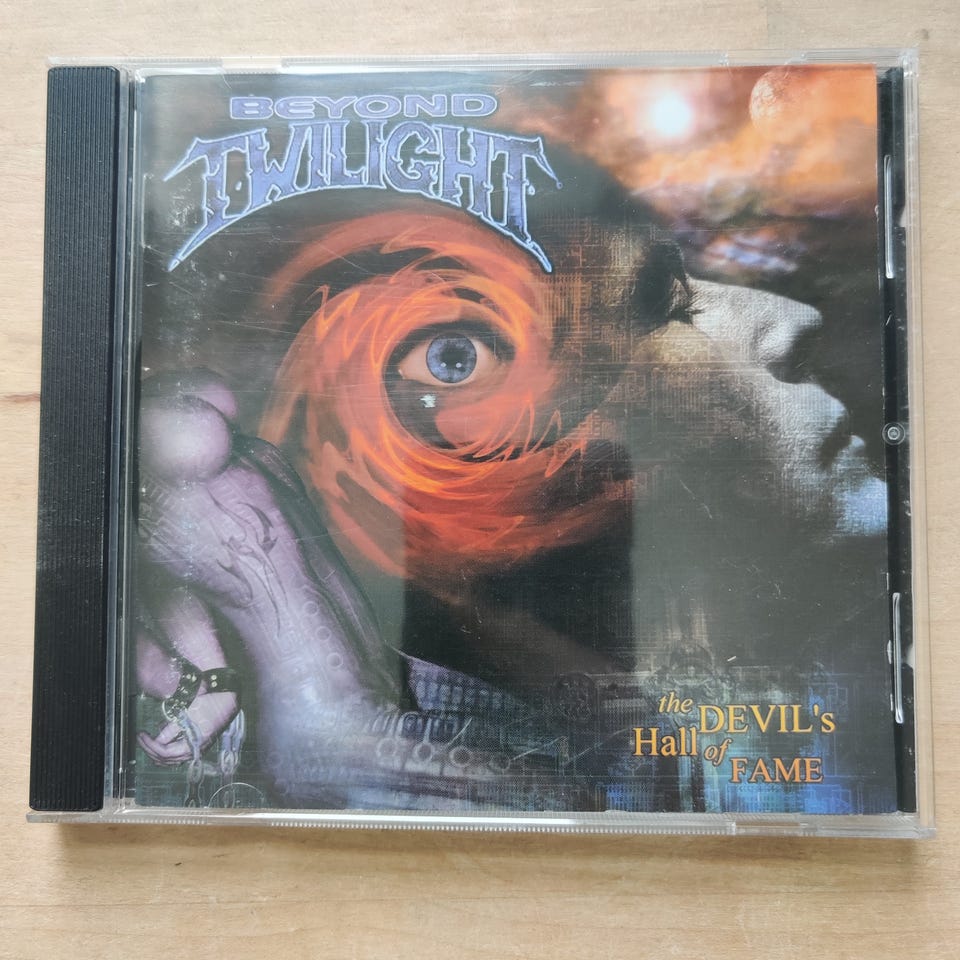 BEYOND
TWILIGHT
the DEVIL's
Hall of
FAME